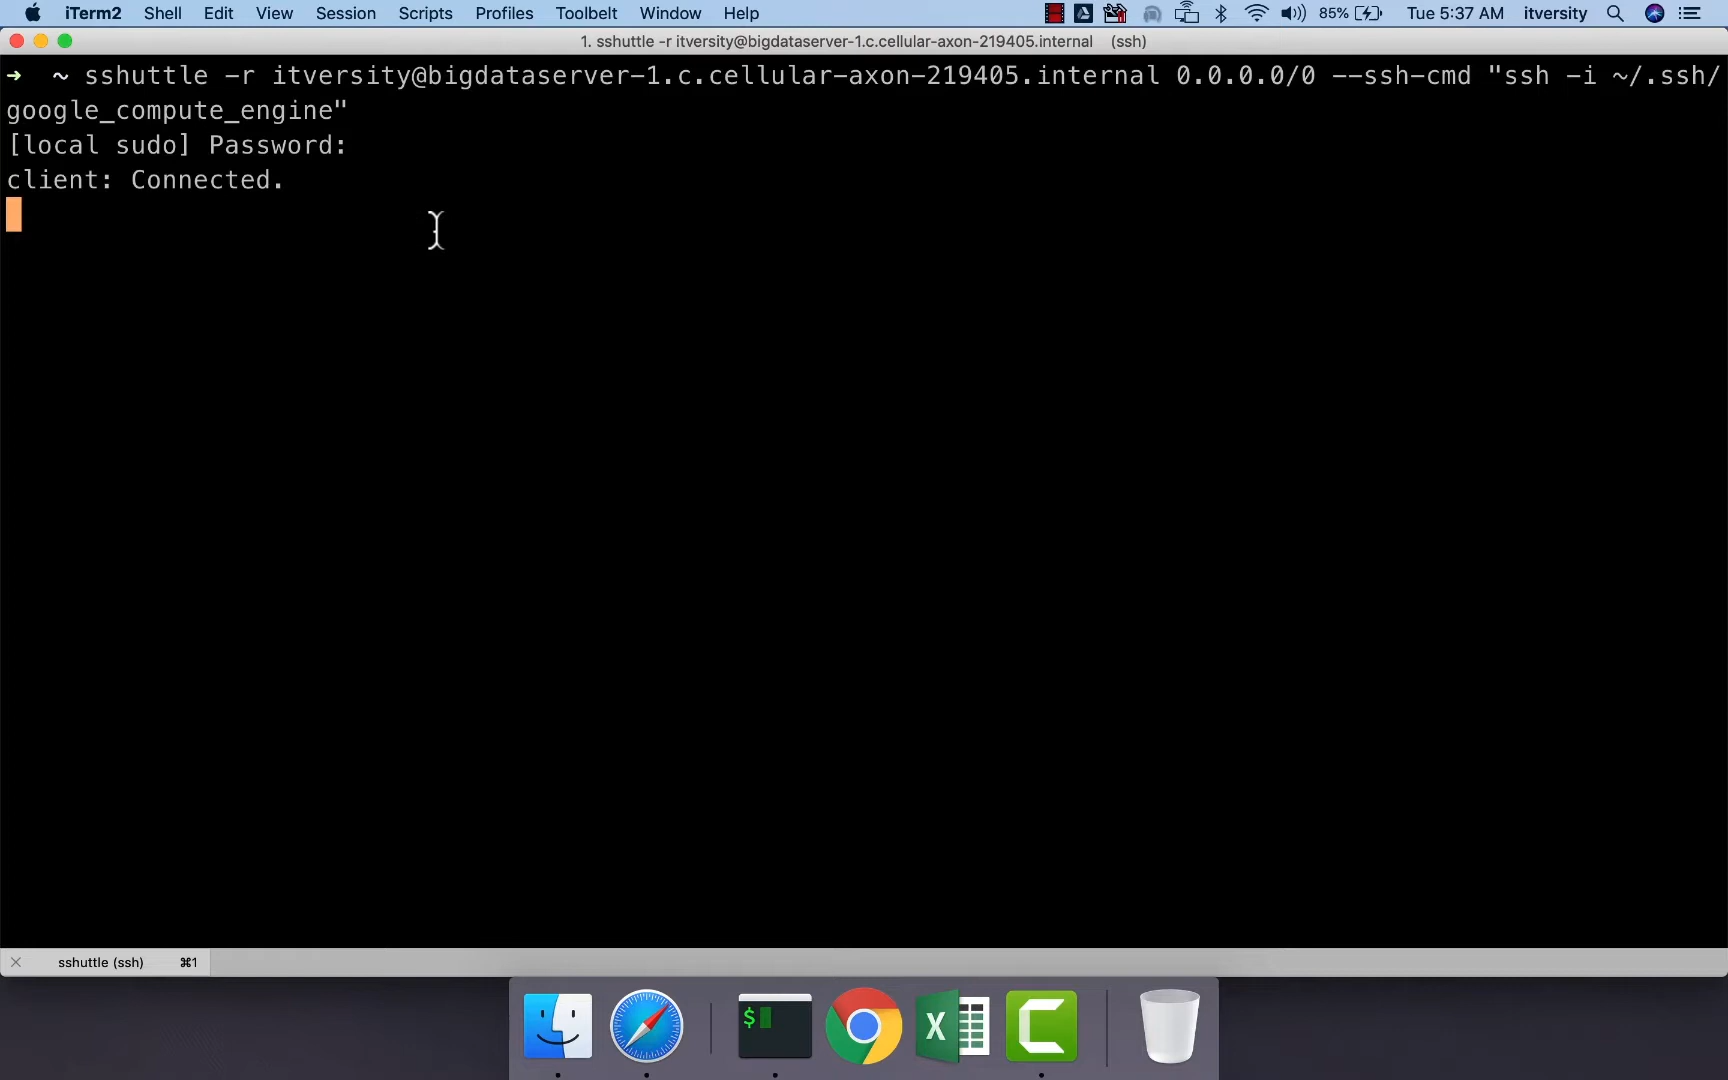 iTerm2 Shell Edit View Session Scripts Profiles Toolbelt Window Help 85% Tue 5:37 AM itversity
1. sshuttle -r itversity@bigdataserver-1.c.cellular-axon-219405.internal (ssh)
➜ ~ sshuttle -r itversity@bigdataserver-1.c.cellular-axon-219405.internal 0.0.0.0/0 --ssh-cmd "ssh -i ~/.ssh/
google_compute_engine"
[local sudo] Password:
client: Connected.
sshuttle (ssh) ⌘1
$
X